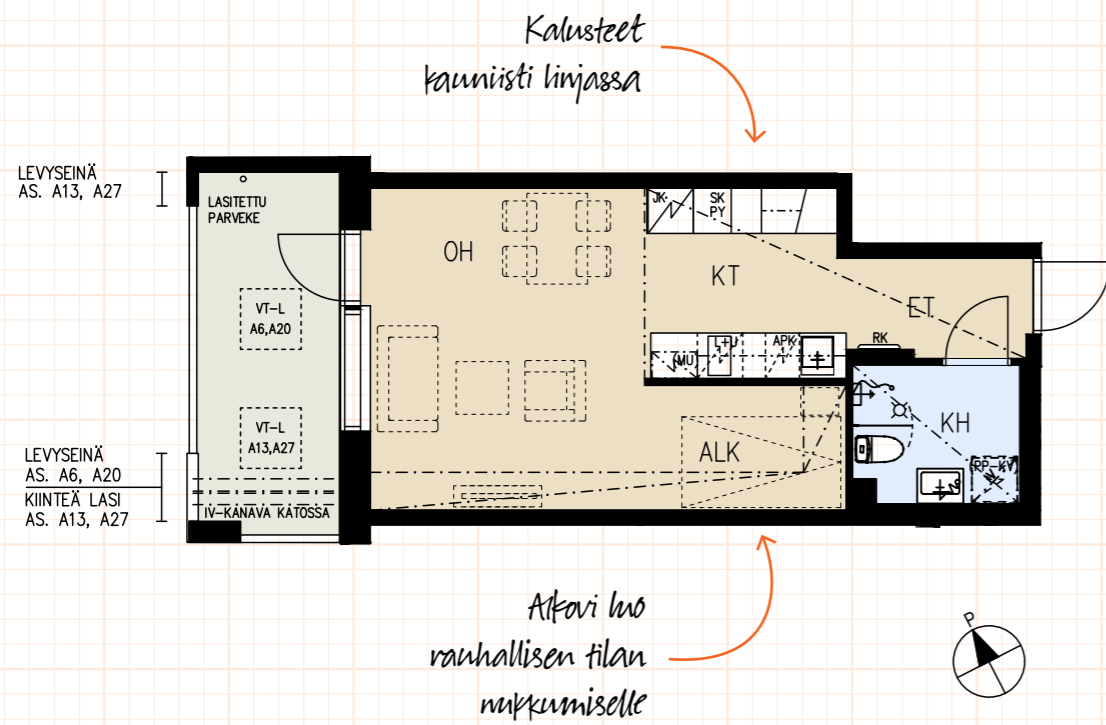 Kalusteet
kauniisti linjassa
LEVYSEINÄ
AS. A13, A27
LASITETTU
PARVEKE
OH
JK
SK
PY
KT
ET
VT-L
A6,A20
L+U
APK
RK
(MU)
VT-L
A13,A27
ALK
KH
LEVYSEINÄ
AS. A6, A20
KIINTEÄ LASI
AS. A13, A27
(RP-KV)
IV-KANAVA KATOSSA
Alkovi luo
rauhallisen tilan
nukkumiselle
P